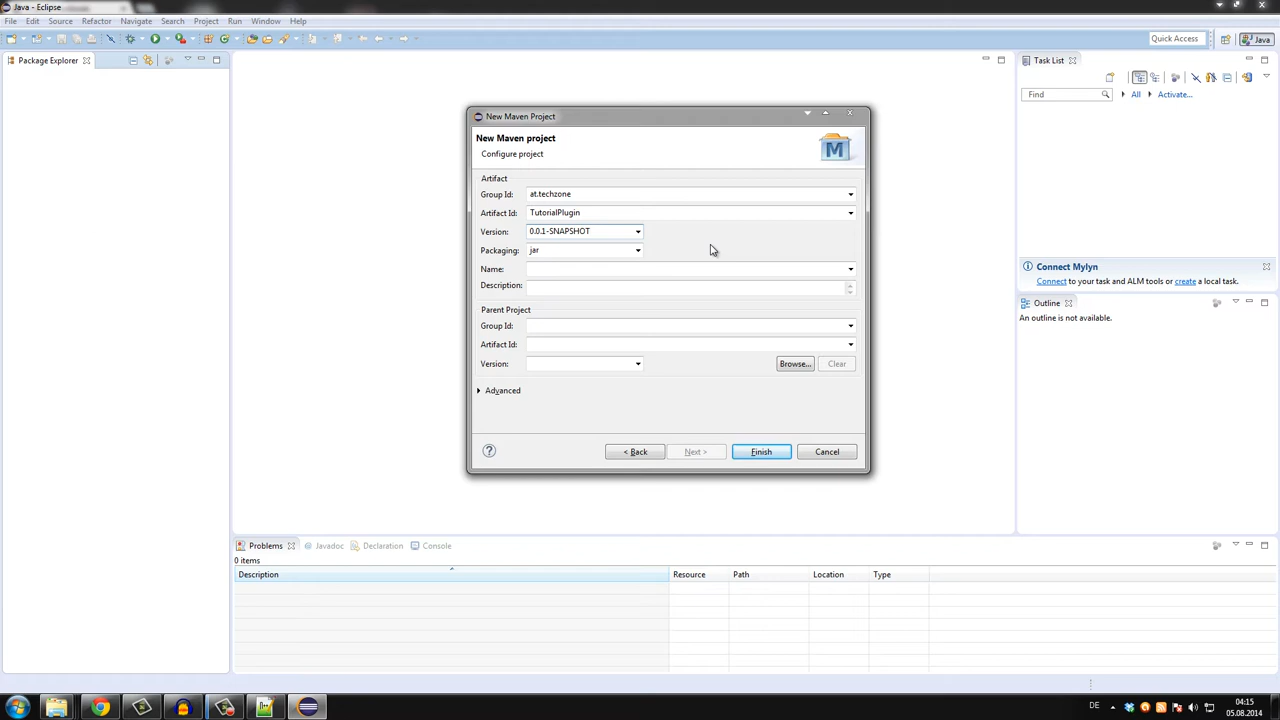 Java - Eclipse
File Edit Source Refactor Navigate Search Project Run Window Help
Quick Access
Java
Package Explorer
Task List
Find
All
Activate...
New Maven Project
New Maven project
Configure project
M
Artifact
Group Id: at.techzone
Artifact Id: TutorialPlugin
Version: 0.0.1-SNAPSHOT
Packaging: jar
Name:
Description:
Parent Project
Group Id:
Artifact Id:
Version:
Browse... Clear
Advanced
? < Back Next > Finish Cancel
Connect Mylyn
Connect to your task and ALM tools or create a local task.
Outline
An outline is not available.
Problems Javadoc Declaration Console
0 items
Description Resource Path Location Type
DE
04:15
05.08.2014